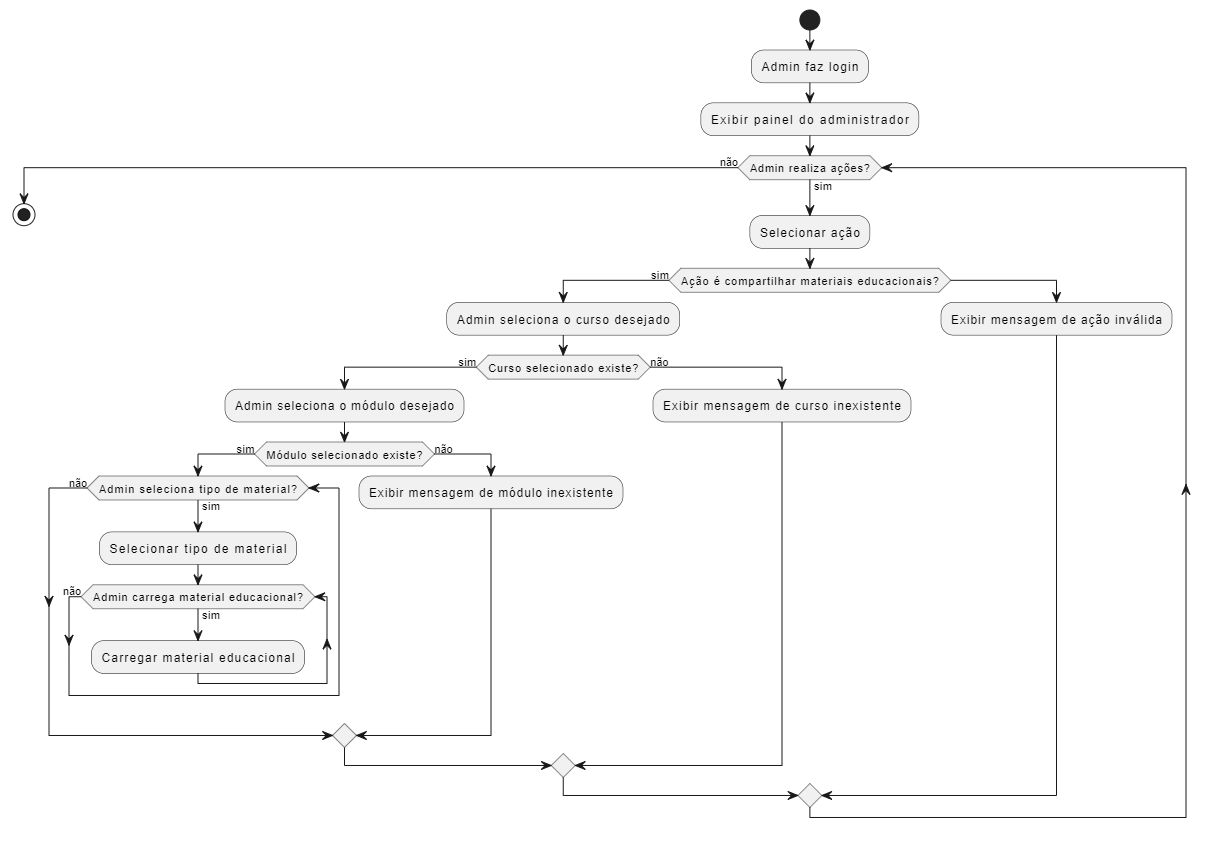 Admin faz login
Exibir painel do administrador
não
Admin realiza ações?
sim
Selecionar ação
sim
Ação é compartilhar materiais educacionais?
Admin seleciona o curso desejado
Exibir mensagem de ação inválida
sim
Curso selecionado existe?
não
Admin seleciona o módulo desejado
Exibir mensagem de curso inexistente
sim
Módulo selecionado existe?
não
não
Admin seleciona tipo de material?
Exibir mensagem de módulo inexistente
sim
Selecionar tipo de material
não
Admin carrega material educacional?
sim
Carregar material educacional